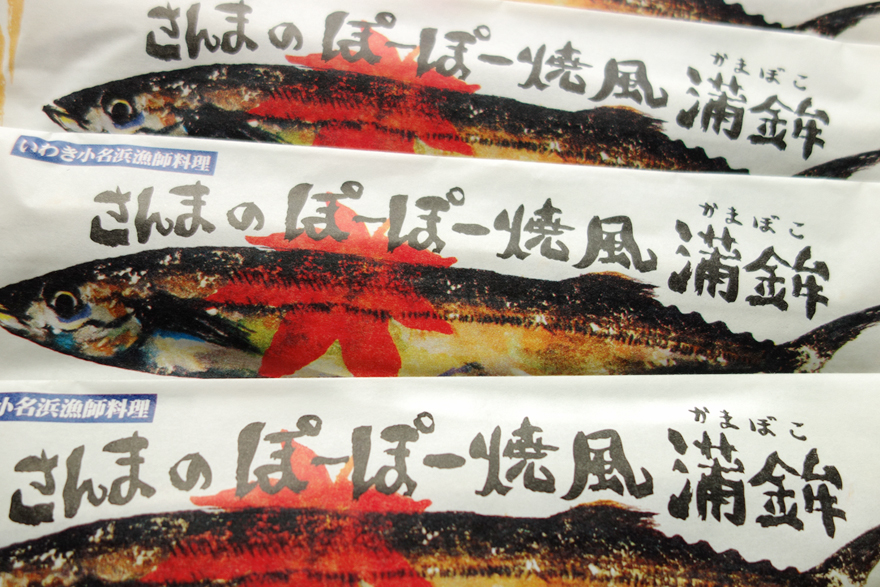 さんまのぽーぽー焼風
かまぼこ
蒲鉾
いわき小名浜漁師料理
さんまのぽーぽー焼風
かまぼこ
蒲鉾
小名浜漁師料理
さんまのぽーぽー焼風
かまぼこ
蒲鉾